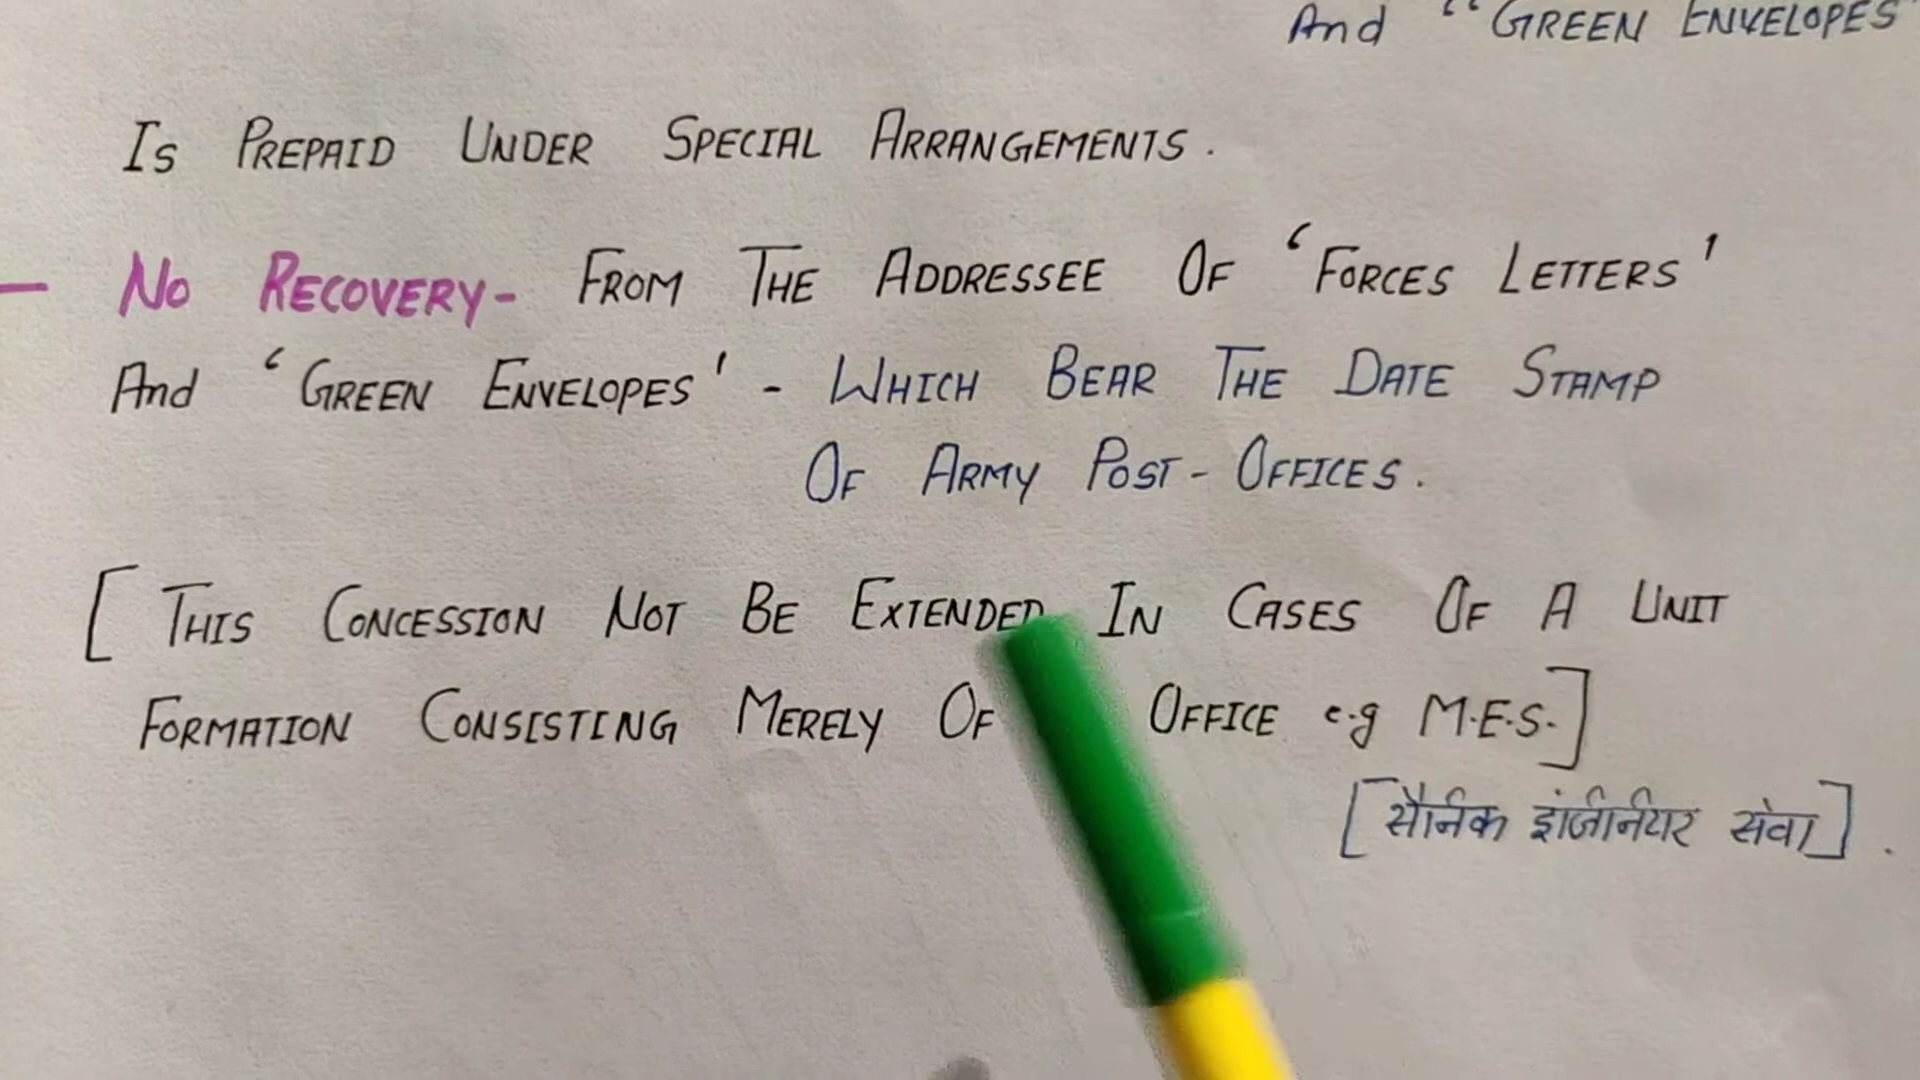 And "GREEN ENVELOPES"
IS PREPAID UNDER SPECIAL ARRANGEMENTS.
- NO RECOVERY- FROM THE ADDRESSEE OF 'FORCES LETTERS'
And 'GREEN ENVELOPES' - WHICH BEAR THE DATE STAMP
OF ARMY POST-OFFICES.
[THIS CONCESSION NOT BE EXTENDED IN CASES OF A UNIT
FORMATION CONSISTING MERELY OF OFFICE e.g M.E.S.]
[सैनिक इंजीनियर सेवा].